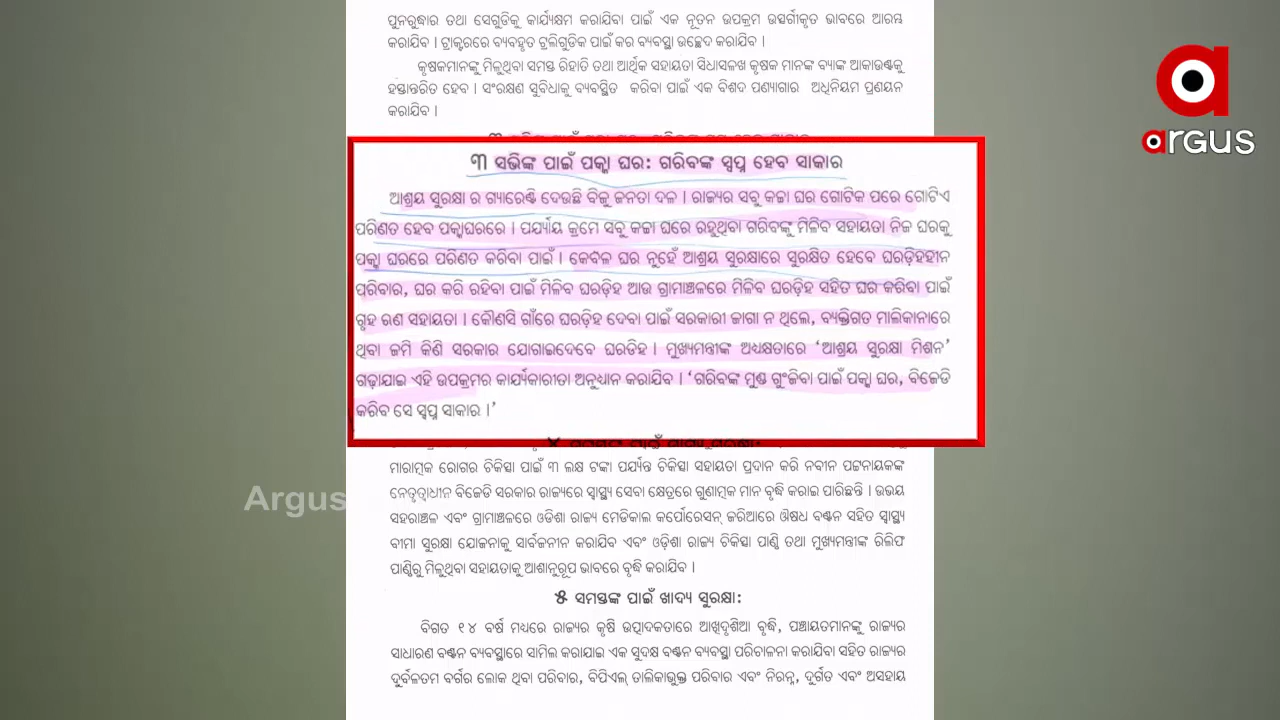 ପୁନରୁଦ୍ଧାର ତଥା ସେଗୁଡିକୁ କାର୍ଯ୍ୟକ୍ଷମ କରାଯିବା ପାଇଁ ଏକ ନୂତନ ଉପକ୍ରମ ଉତ୍ସର୍ଗୀକୃତ ଭାବରେ ଆରମ୍ଭ
କରାଯିବ । ଟ୍ରାକ୍ଟରରେ ବ୍ୟବହୃତ ଟ୍ରଲିଗୁଡିକ ପାଇଁ କର ବ୍ୟବସ୍ଥା ଉଚ୍ଛେଦ କରାଯିବ ।
କୃଷକମାନଙ୍କୁ ମିଳୁଥିବା ସମସ୍ତ ରିହାତି ତଥା ଆର୍ଥିକ ସହାୟତା ସିଧାସଳଖ କୃଷକ ମାନଙ୍କ ବ୍ୟାଙ୍କ ଆକାଉଣ୍ଟକୁ
ହସ୍ତାନ୍ତରିତ ହେବ । ସଂରକ୍ଷଣ ସୁବିଧାକୁ ବ୍ୟବସ୍ଥିତ କରିବା ପାଇଁ ଏକ ବିଶଦ ପଣ୍ୟାଗାର ଅଧିନିୟମ ପ୍ରଣୟନ
କରାଯିବ ।
୩ ସଭିଙ୍କ ପାଇଁ ପକ୍କା ଘର: ଗରିବଙ୍କ ସ୍ୱପ୍ନ ହେବ ସାକାର
ଆଶ୍ରୟ ସୁରକ୍ଷା ର ଗ୍ୟାରେଣ୍ଟି ଦେଉଛି ବିଜୁ ଜନତା ଦଳ । ରାଜ୍ୟର ସବୁ କଚ୍ଚା ଘର ଗୋଟିକ ପରେ ଗୋଟିଏ
ପରିଣତ ହେବ ପକ୍କାଘରରେ । ପର୍ଯ୍ୟାୟ କ୍ରମେ ସବୁ କଚ୍ଚା ଘରେ ରହୁଥିବା ଗରିବଙ୍କୁ ମିଳିବ ସହାୟତା ନିଜ ଘରକୁ
ପକ୍କା ଘରରେ ପରିଣତ କରିବା ପାଇଁ । କେବଳ ଘର ନୁହେଁ ଆଶ୍ରୟ ସୁରକ୍ଷାରେ ସୁରକ୍ଷିତ ହେବେ ଘରଡ଼ିହହୀନ
ପରିବାର, ଘର କରି ରହିବା ପାଇଁ ମିଳିବ ଘରଡ଼ିହ ଆଉ ଗ୍ରାମାଞ୍ଚଳରେ ମିଳିବ ଘରଡ଼ିହ ସହିତ ଘର କରିବା ପାଇଁ
ଗୃହ ଋଣ ସହାୟତା । କୌଣସି ଗାଁରେ ଘରଡ଼ିହ ଦେବା ପାଇଁ ସରକାରୀ ଜାଗା ନ ଥିଲେ, ବ୍ୟକ୍ତିଗତ ମାଲିକାନାରେ
ଥିବା ଜମି କିଣି ସରକାର ଯୋଗାଇଦେବେ ଘରଡିହ । ମୁଖ୍ୟମନ୍ତ୍ରୀଙ୍କ ଅଧ୍ୟକ୍ଷତାରେ ‘ଆଶ୍ରୟ ସୁରକ୍ଷା ମିଶନ’
ଗଢ଼ାଯାଇ ଏହି ଉପକ୍ରମର କାର୍ଯ୍ୟକାରୀତା ଅନୁଧ୍ୟାନ କରାଯିବ । ‘ଗରିବଙ୍କ ମୁଣ୍ଡ ଗୁଂଜିବା ପାଇଁ ପକ୍କା ଘର, ବିଜେଡି
କରିବ ସେ ସ୍ୱପ୍ନ ସାକାର ।’
ମାରାତ୍ମକ ରୋଗର ଚିକିତ୍ସା ପାଇଁ ୩ ଲକ୍ଷ ଟଙ୍କା ପର୍ଯ୍ୟନ୍ତ ଚିକିତ୍ସା ସହାୟତା ପ୍ରଦାନ କରି ନବୀନ ପଟ୍ଟନାୟକଙ୍କ
ନେତୃତ୍ୱାଧୀନ ବିଜେଡି ସରକାର ରାଜ୍ୟରେ ସ୍ୱାସ୍ଥ୍ୟ ସେବା କ୍ଷେତ୍ରରେ ଗୁଣାତ୍ମକ ମାନ ବୃଦ୍ଧି କରାଇ ପାରିଛନ୍ତି । ଉଭୟ
ସହରାଞ୍ଚଳ ଏବଂ ଗ୍ରାମାଞ୍ଚଳରେ ଓଡିଶା ରାଜ୍ୟ ମେଡିକାଲ କର୍ପୋରେସନ୍ ଜରିଆରେ ଔଷଧ ବଣ୍ଟନ ସହିତ ସ୍ୱାସ୍ଥ୍ୟ
ବୀମା ସୁରକ୍ଷା ଯୋଜନାକୁ ସାର୍ବଜନୀନ କରାଯିବ ଏବଂ ଓଡ଼ିଶା ରାଜ୍ୟ ଚିକିତ୍ସା ପାଣ୍ଠି ତଥା ମୁଖ୍ୟମନ୍ତ୍ରୀଙ୍କ ରିଲିଫ
ପାଣ୍ଠିରୁ ମିଳୁଥିବା ସହାୟତାକୁ ଆଶାନୁରୂପ ଭାବରେ ବୃଦ୍ଧି କରାଯିବ ।
୫ ସମସ୍ତଙ୍କ ପାଇଁ ଖାଦ୍ୟ ସୁରକ୍ଷା:
ବିଗତ ୧୪ ବର୍ଷ ମଧ୍ୟରେ ରାଜ୍ୟର କୃଷି ଉତ୍ପାଦକତାରେ ଆଖିଦୃଶିଆ ବୃଦ୍ଧି, ପଞ୍ଚାୟତମାନଙ୍କୁ ରାଜ୍ୟର
ସାଧାରଣ ବଣ୍ଟନ ବ୍ୟବସ୍ଥାରେ ସାମିଲ କରାଯାଇ ଏକ ସୁଦକ୍ଷ ବଣ୍ଟନ ବ୍ୟବସ୍ଥା ପରିଚାଳନା କରାଯିବା ସହିତ ରାଜ୍ୟର
ଦୁର୍ବଳତମ ବର୍ଗର ଲୋକ ଥିବା ପରିବାର, ବିପିଏଲ୍ ତାଲିକାଭୁକ୍ତ ପରିବାର ଏବଂ ନିରନ୍ନ, ଦୁର୍ଗତ ଏବଂ ଅସହାୟ
argus
Argus